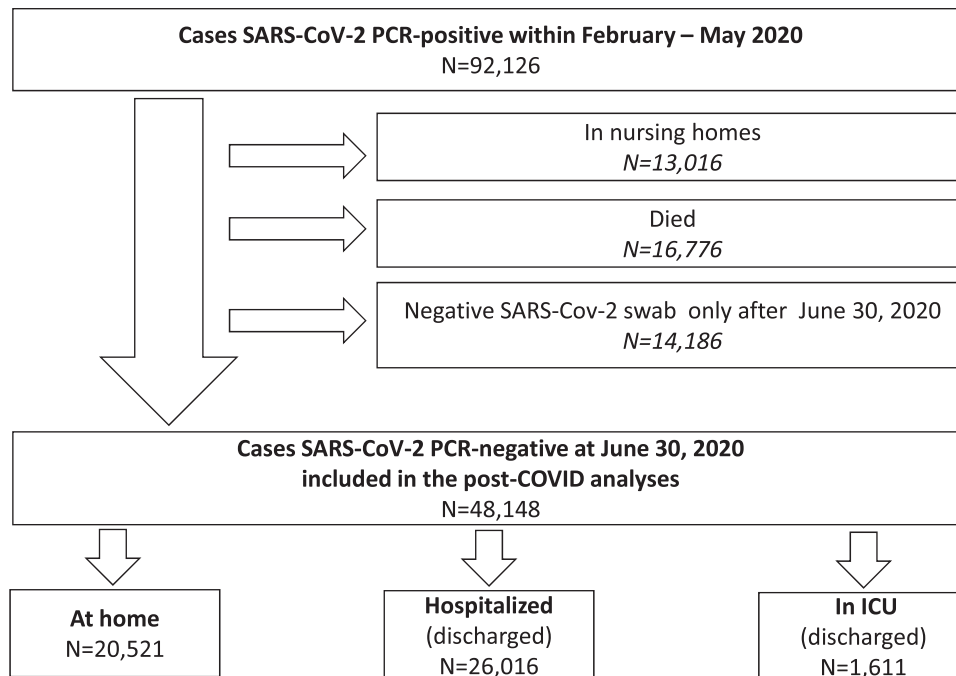 Cases SARS-CoV-2 PCR-positive within February – May 2020
N=92,126
In nursing homes
N=13,016
Died
N=16,776
Negative SARS-Cov-2 swab only after June 30, 2020
N=14,186
Cases SARS-CoV-2 PCR-negative at June 30, 2020
included in the post-COVID analyses
N=48,148
At home
N=20,521
Hospitalized
(discharged)
N=26,016
In ICU
(discharged)
N=1,611